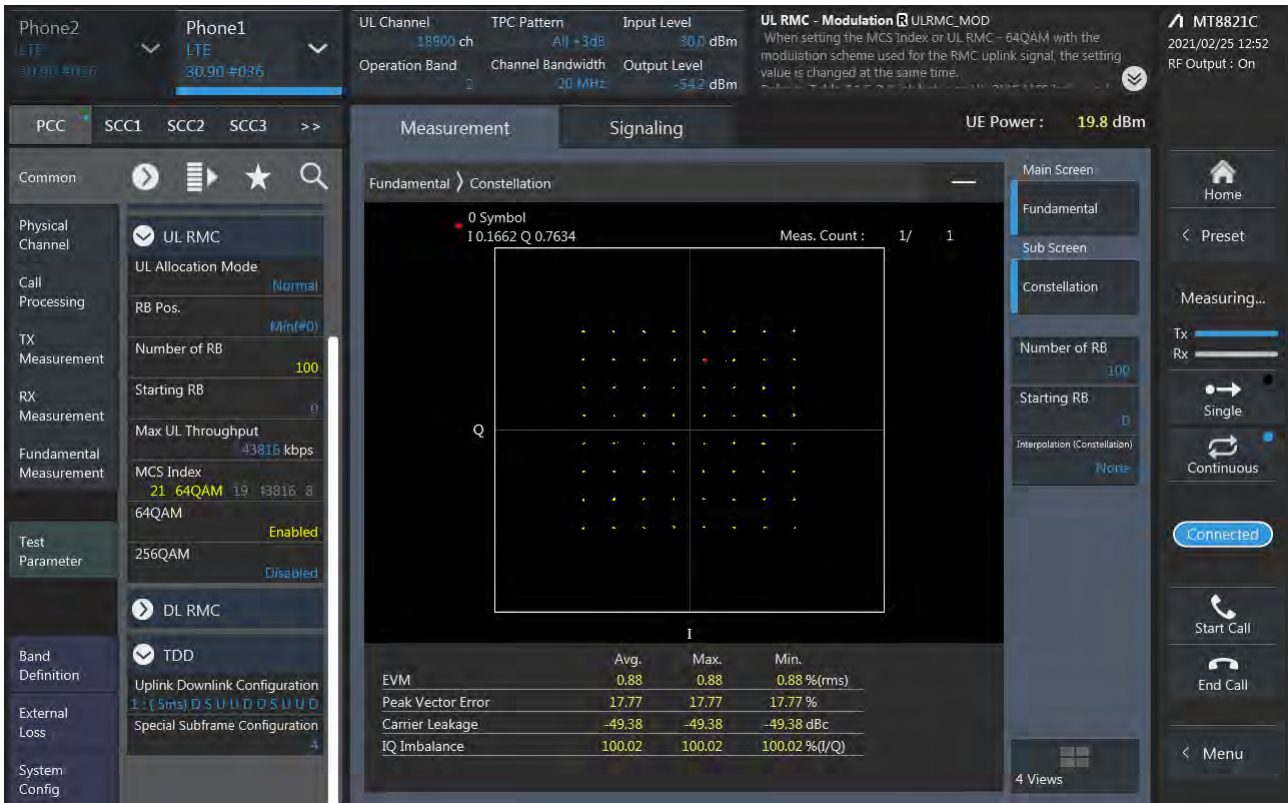 Phone2
LTE
30.90 #036
Phone1
LTE
30.90 #036
UL Channel
18900 ch
TPC Pattern
All +3dB
Input Level
30.0 dBm
Operation Band
2
Channel Bandwidth
20 MHz
Output Level
-54.2 dBm
UL RMC - Modulation R ULRMC_MOD
When setting the MCS Index or UL RMC – 64QAM with the
modulation scheme used for the RMC uplink signal, the setting
value is changed at the same time.
MT8821C
2021/02/25 12:52
RF Output : On
PCC SCC1 SCC2 SCC3 >>
Measurement Signaling
UE Power : 19.8 dBm
Common
Physical
Channel
Call
Processing
TX
Measurement
RX
Measurement
Fundamental
Measurement
Test
Parameter
Band
Definition
External
Loss
System
Config
UL RMC
UL Allocation Mode
Normal
RB Pos.
Min(#0)
Number of RB
100
Starting RB
0
Max UL Throughput
43816 kbps
MCS Index
21 64QAM 19 43816 8
64QAM
Enabled
256QAM
Disabled
DL RMC
TDD
Uplink Downlink Configuration
1 : ( 5ms) D S U U D D S U U D
Special Subframe Configuration
4
Fundamental 〉 Constellation
0 Symbol
I 0.1662 Q 0.7634
Meas. Count : 1/ 1
Q
I
Avg. Max. Min.
EVM 0.88 0.88 0.88 %(rms)
Peak Vector Error 17.77 17.77 17.77 %
Carrier Leakage -49.38 -49.38 -49.38 dBc
IQ Imbalance 100.02 100.02 100.02 %(I/Q)
Main Screen
Fundamental
Sub Screen
Constellation
Number of RB
100
Starting RB
0
Interpolation (Constellation)
None
4 Views
Home
< Preset
Measuring...
Tx
Rx
Single
Continuous
Connected
Start Call
End Call
< Menu